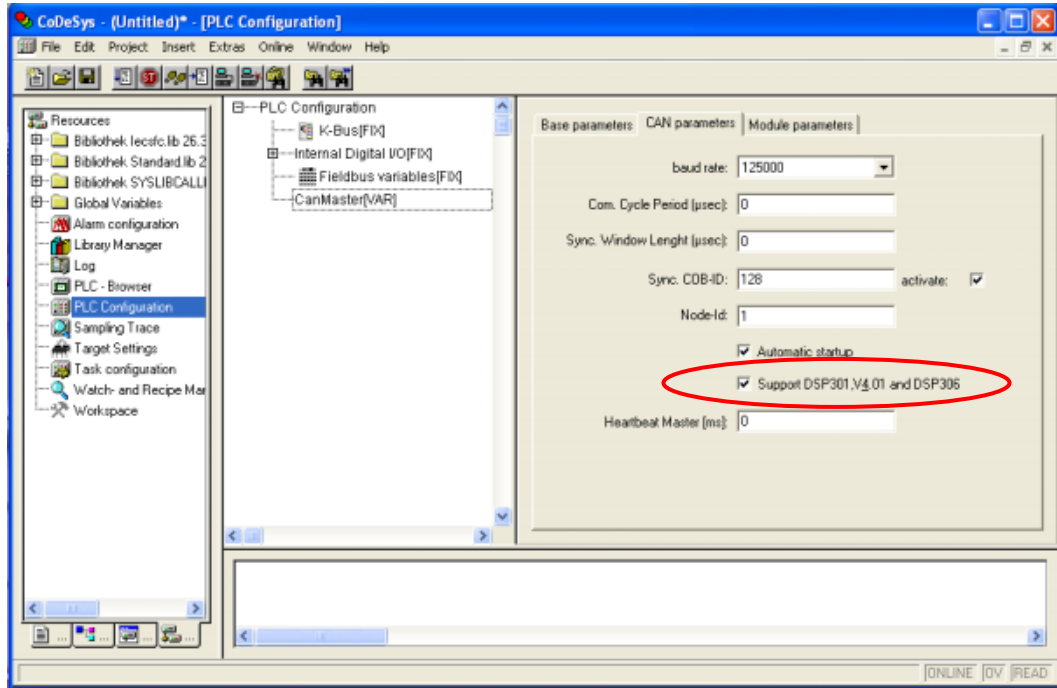 CoDeSys - (Untitled)* - [PLC Configuration]
File Edit Project Insert Extras Online Window Help
Resources
Bibliothek Iecsfc.lib 26.3
Bibliothek Standard.lib 2
Bibliothek SYSLIBCALLI
Global Variables
Alarm configuration
Library Manager
Log
PLC - Browser
PLC Configuration
Sampling Trace
Target Settings
Task configuration
Watch- and Recipe Mar
Workspace
PLC Configuration
K-Bus[FIX]
Internal Digital I/O[FIX]
Fieldbus variables[FIX]
CanMaster[VAR]
Base parameters CAN parameters Module parameters
baud rate: 125000
Com. Cycle Period [µsec]: 0
Sync. Window Lenght [µsec]: 0
Sync. COB-ID: 128 activate:
Node-Id: 1
Automatic startup
Support DSP301,V4.01 and DSP306
Heartbeat Master [ms]: 0
ONLINE OV READ